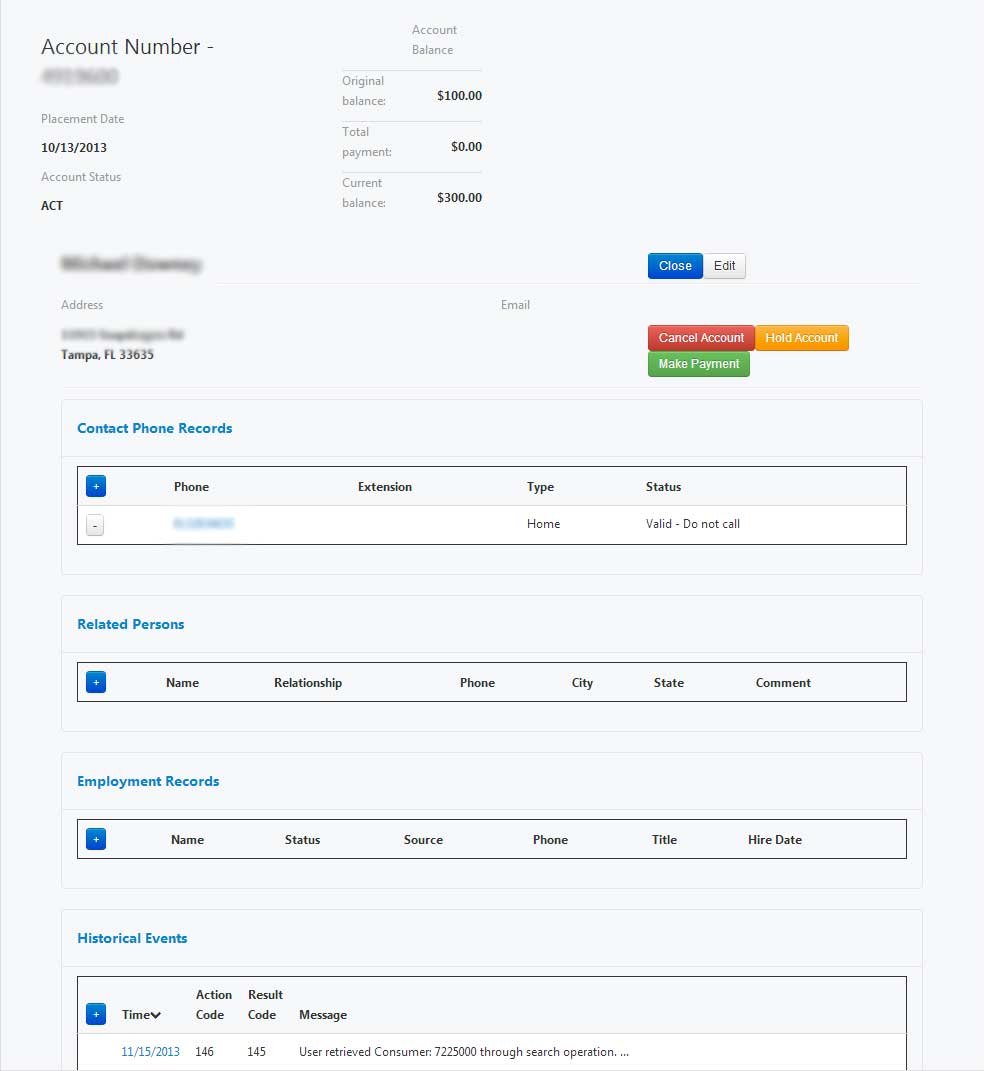 Account Number -
Placement Date
10/13/2013
Account Status
ACT
Account
Balance
Original
balance:
$100.00
Total
payment:
$0.00
Current
balance:
$300.00
Close
Edit
Address
Tampa, FL 33635
Email
Cancel Account
Hold Account
Make Payment
Contact Phone Records
+ Phone Extension Type Status
- Home Valid - Do not call
Related Persons
+ Name Relationship Phone City State Comment
Employment Records
+ Name Status Source Phone Title Hire Date
Historical Events
+ Time Action Code Result Code Message
11/15/2013 146 145 User retrieved Consumer: 7225000 through search operation. ...